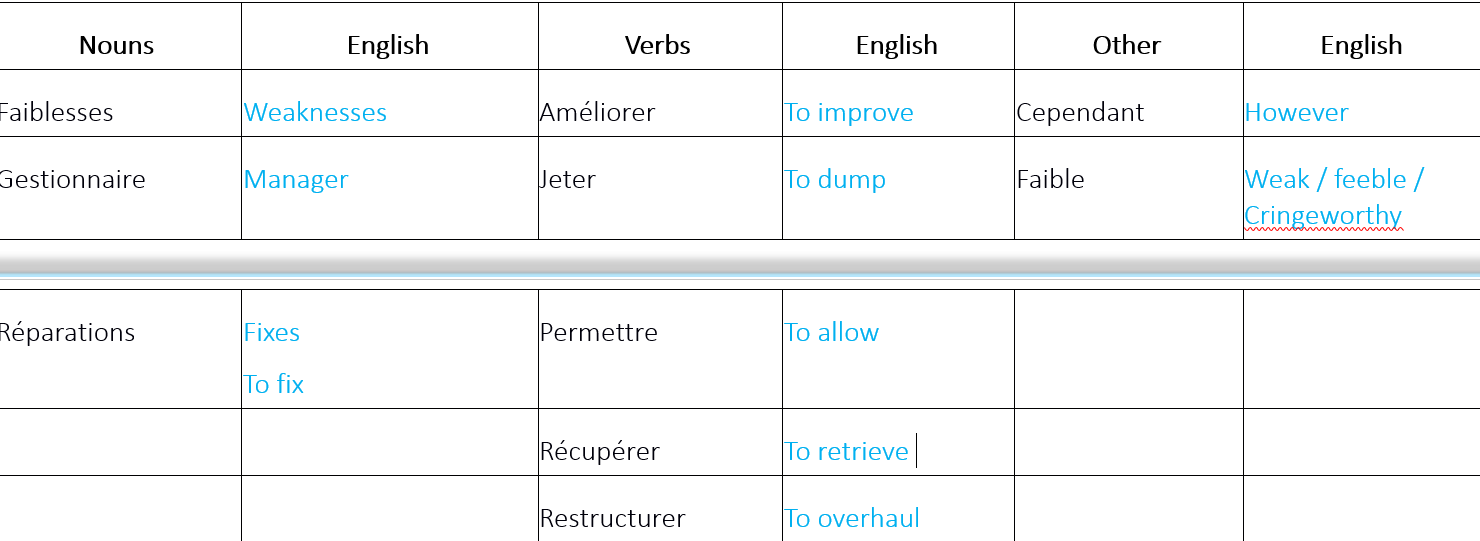 Nouns English Verbs English Other English
Faiblesses Weaknesses Améliorer To improve Cependant However
Gestionnaire Manager Jeter To dump Faible Weak / feeble /
Cringeworthy
Réparations Fixes Permettre To allow
To fix
Récupérer To retrieve
Restructurer To overhaul